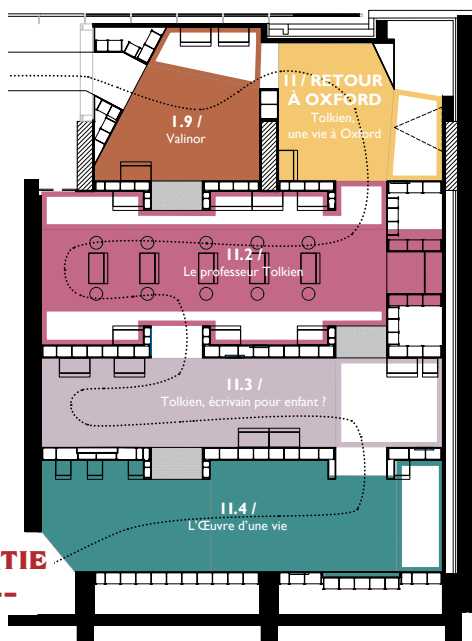 II / RETOUR
À OXFORD
Tolkien,
une vie à Oxford
I.9 /
Valinor
II.2 /
Le professeur Tolkien
II.3 /
Tolkien, écrivain pour enfant ?
II.4 /
L'Œuvre d'une vie
TIE
--